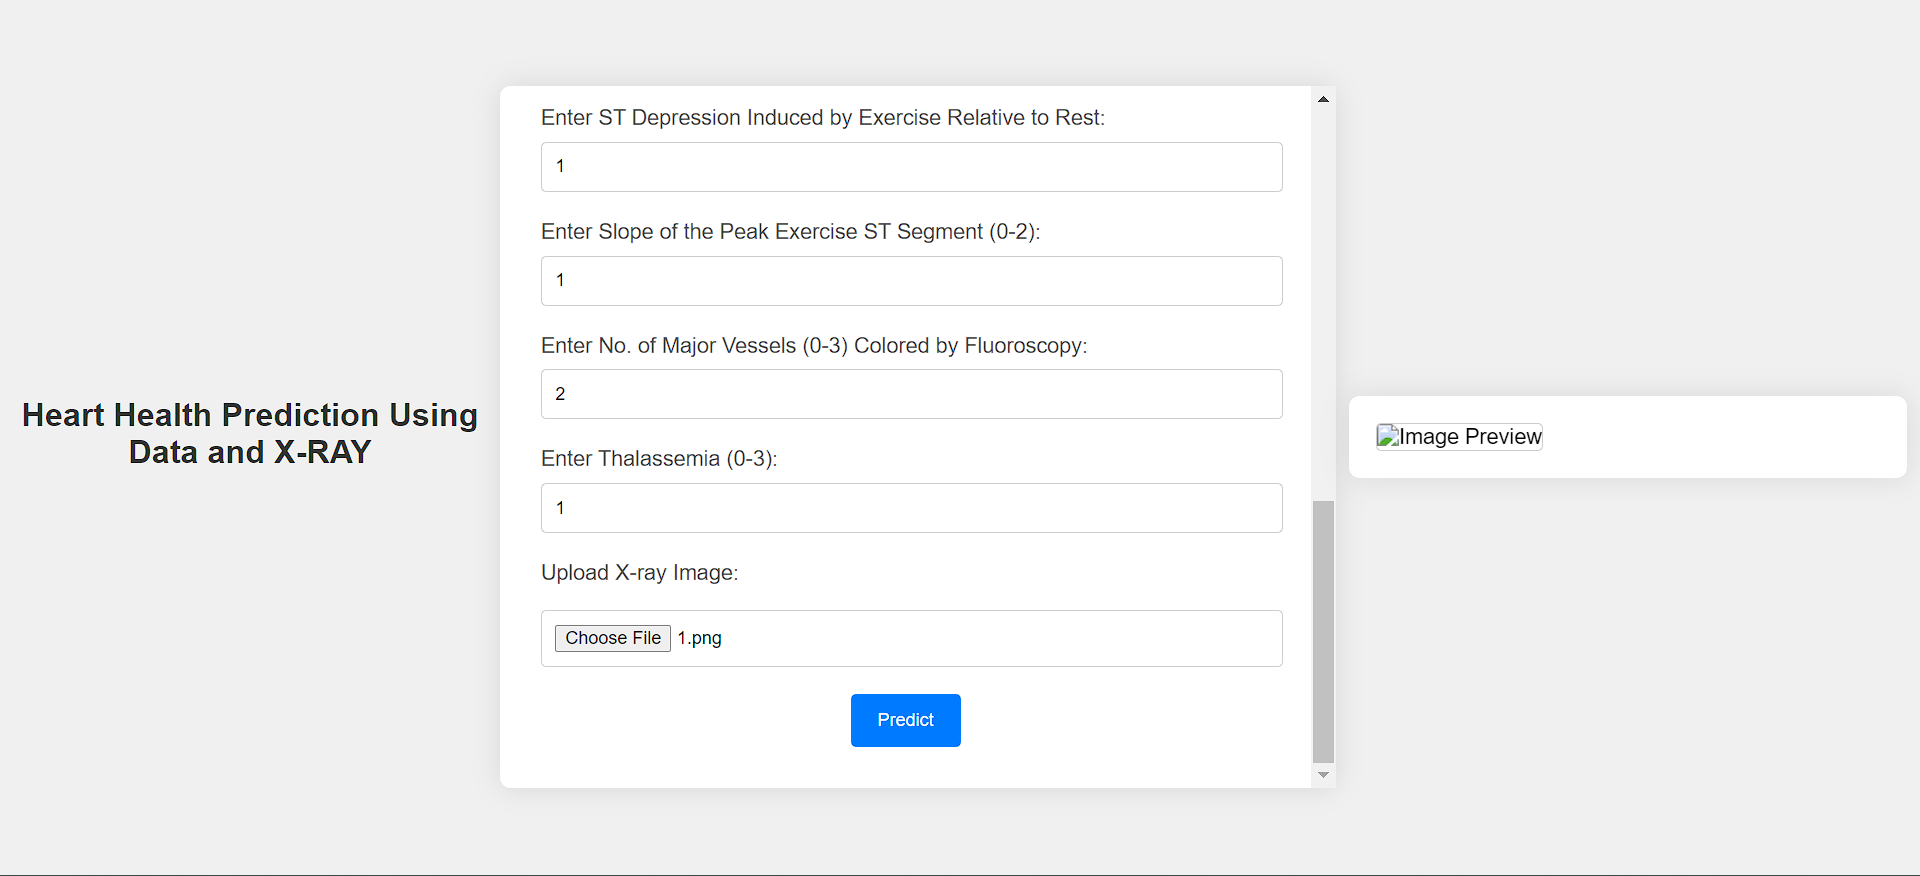 Heart Health Prediction Using
Data and X-RAY
Enter ST Depression Induced by Exercise Relative to Rest:
1
Enter Slope of the Peak Exercise ST Segment (0-2):
1
Enter No. of Major Vessels (0-3) Colored by Fluoroscopy:
2
Enter Thalassemia (0-3):
1
Upload X-ray Image:
Choose File 1.png
Predict
Image Preview